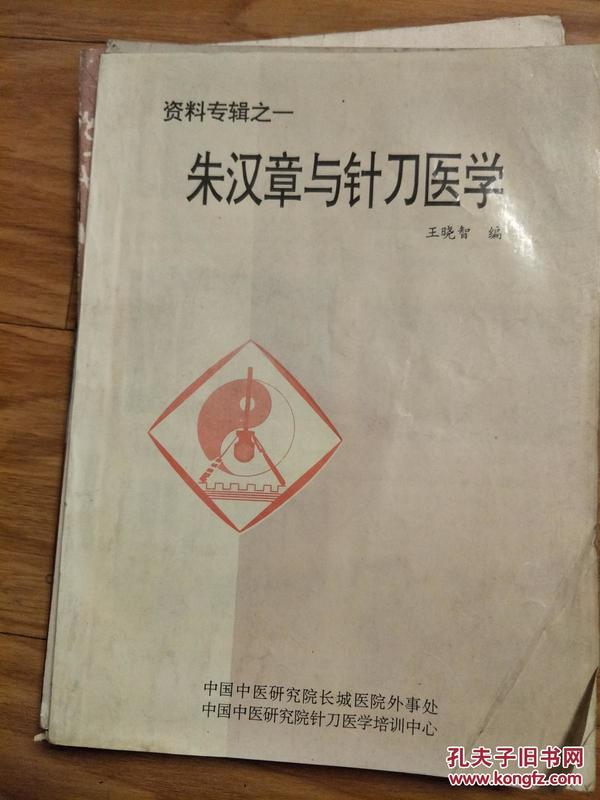 资料专辑之一
朱汉章与针刀医学
王晓智 编
中国中医研究院长城医院外事处
中国中医研究院针刀医学培训中心
孔夫子旧书网
www.kongfz.com